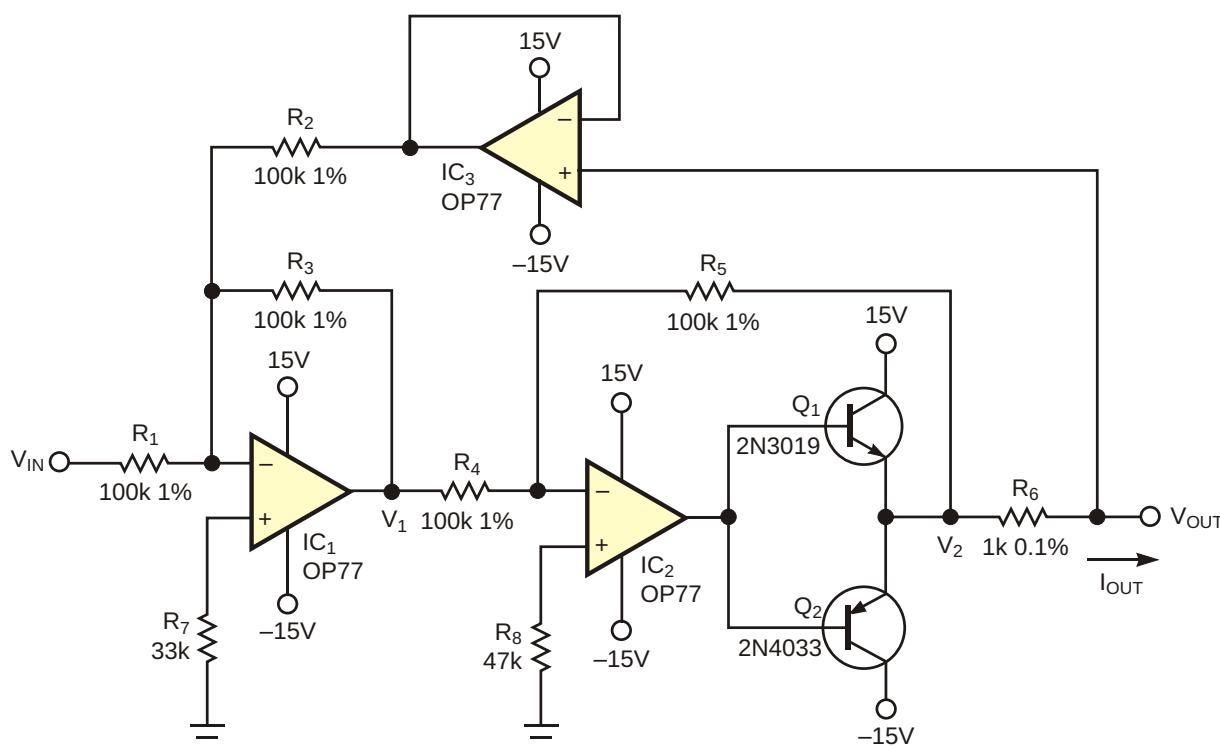 15V
R2
100k 1%
–
+
IC3
OP77
–15V
R3
100k 1%
R5
100k 1%
15V
15V
15V
VIN
R1
100k 1%
–
+
IC1
OP77
V1
R4
100k 1%
–
+
IC2
OP77
Q1
2N3019
R6
1k 0.1%
V2
VOUT
IOUT
R7
33k
–15V
R8
47k
–15V
Q2
2N4033
–15V